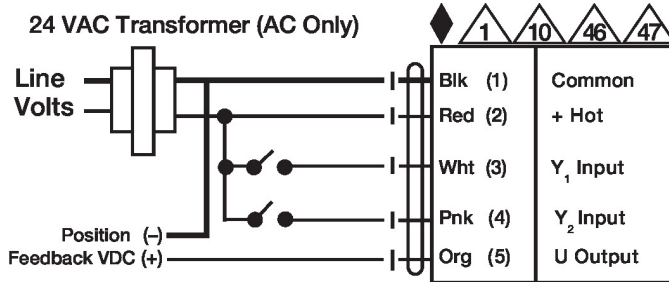 24 VAC Transformer (AC Only)
1 10 46 47
Line
Volts
Blk (1) Common
Red (2) + Hot
Wht (3) Y1 Input
Pnk (4) Y2 Input
Position (–)
Feedback VDC (+)
Org (5) U Output